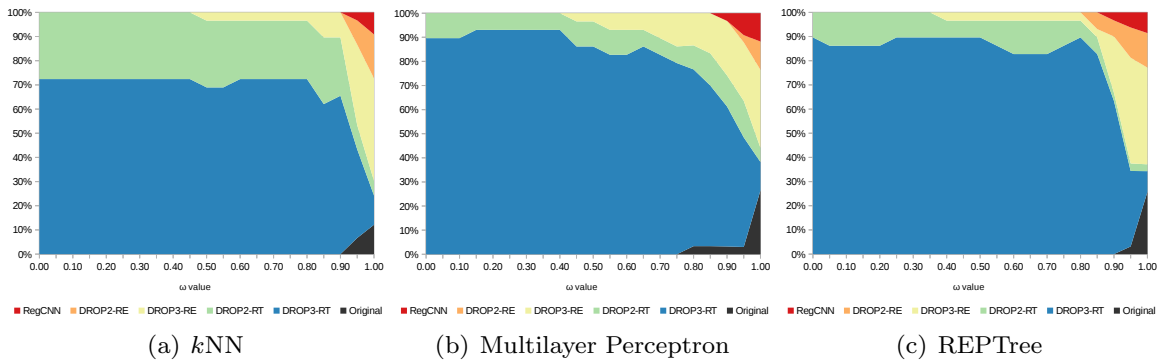 100%
90%
80%
70%
60%
50%
40%
30%
20%
10%
0%
0.00 0.10 0.20 0.30 0.40 0.50 0.60 0.70 0.80 0.90 1.00
ω value
RegCNN DROP2-RE DROP3-RE DROP2-RT DROP3-RT Original
(a) kNN
100%
90%
80%
70%
60%
50%
40%
30%
20%
10%
0%
0.00 0.10 0.20 0.30 0.40 0.50 0.60 0.70 0.80 0.90 1.00
ω value
RegCNN DROP2-RE DROP3-RE DROP2-RT DROP3-RT Original
(b) Multilayer Perceptron
100%
90%
80%
70%
60%
50%
40%
30%
20%
10%
0%
0.00 0.10 0.20 0.30 0.40 0.50 0.60 0.70 0.80 0.90 1.00
ω value
RegCNN DROP2-RE DROP3-RE DROP2-RT DROP3-RT Original
(c) REPTree